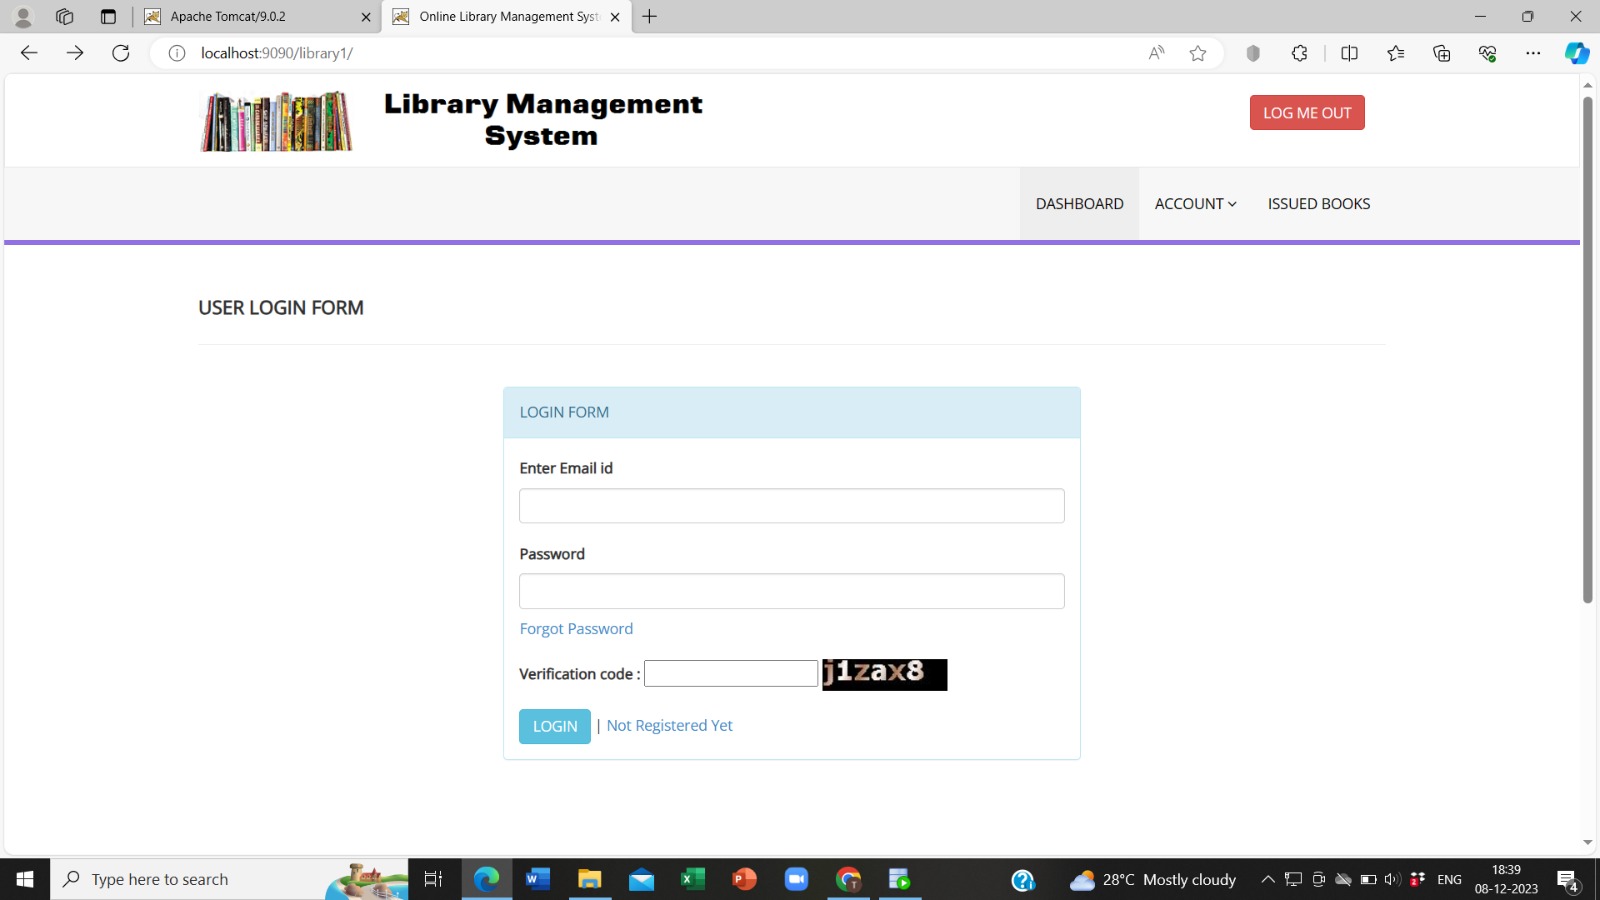 Apache Tomcat/9.0.2
Online Library Management Syst
localhost:9090/library1/
Library Management
System
LOG ME OUT
DASHBOARD ACCOUNT ISSUED BOOKS
USER LOGIN FORM
LOGIN FORM
Enter Email id
Password
Forgot Password
Verification code : j1zax8
LOGIN | Not Registered Yet
Type here to search
28°C Mostly cloudy
ENG
18:39
08-12-2023
4